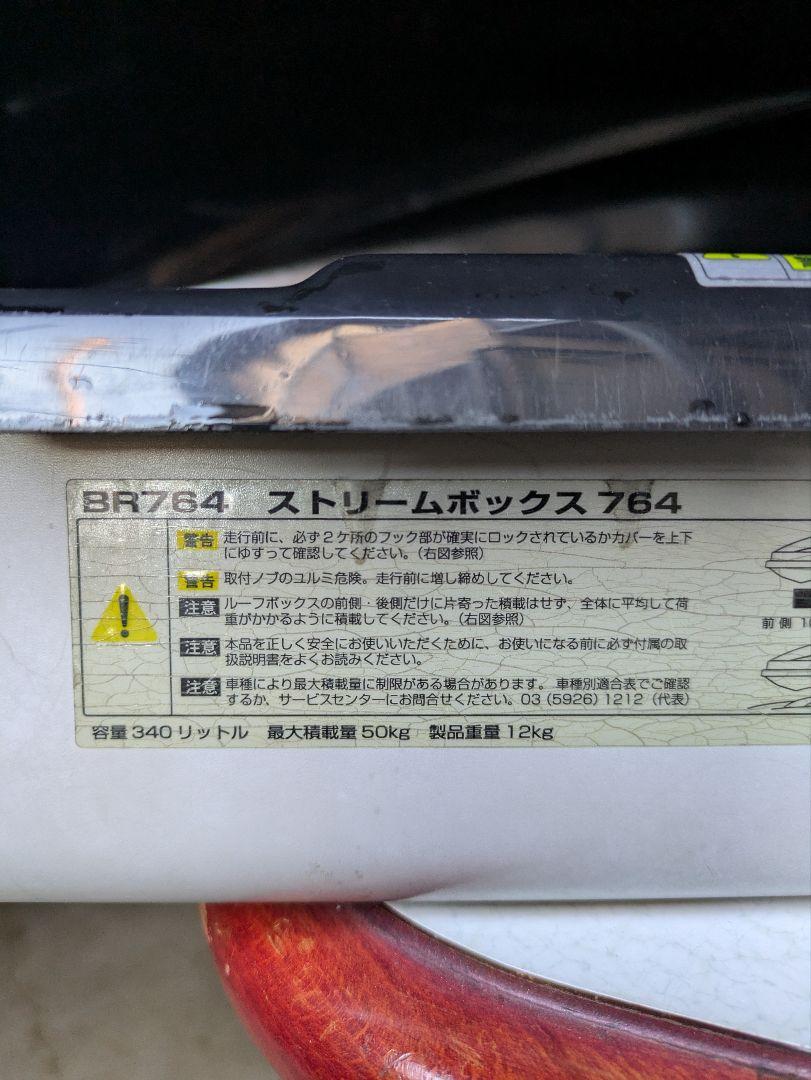 BR764 ストリームボックス 764
警告 走行前に、必ず2ケ所のフック部が確実にロックされているかカバーを上下
にゆすって確認してください。(右図参照)
警告 取付ノブのユルミ危険。走行前に増し締めしてください。
注意 ルーフボックスの前側・後側だけに片寄った積載はせず、全体に平均して荷
重がかかるように積載してください。(右図参照)
注意 本品を正しく安全にお使いいただくために、お使いになる前に必ず付属の取
扱説明書をよくお読みください。
注意 車種により最大積載量に制限がある場合があります。 車種別適合表でご確認
するか、サービスセンターにお問合せください。03 (5926) 1212 (代表)
容量 340 リットル 最大積載量 50kg 製品重量 12kg
前側